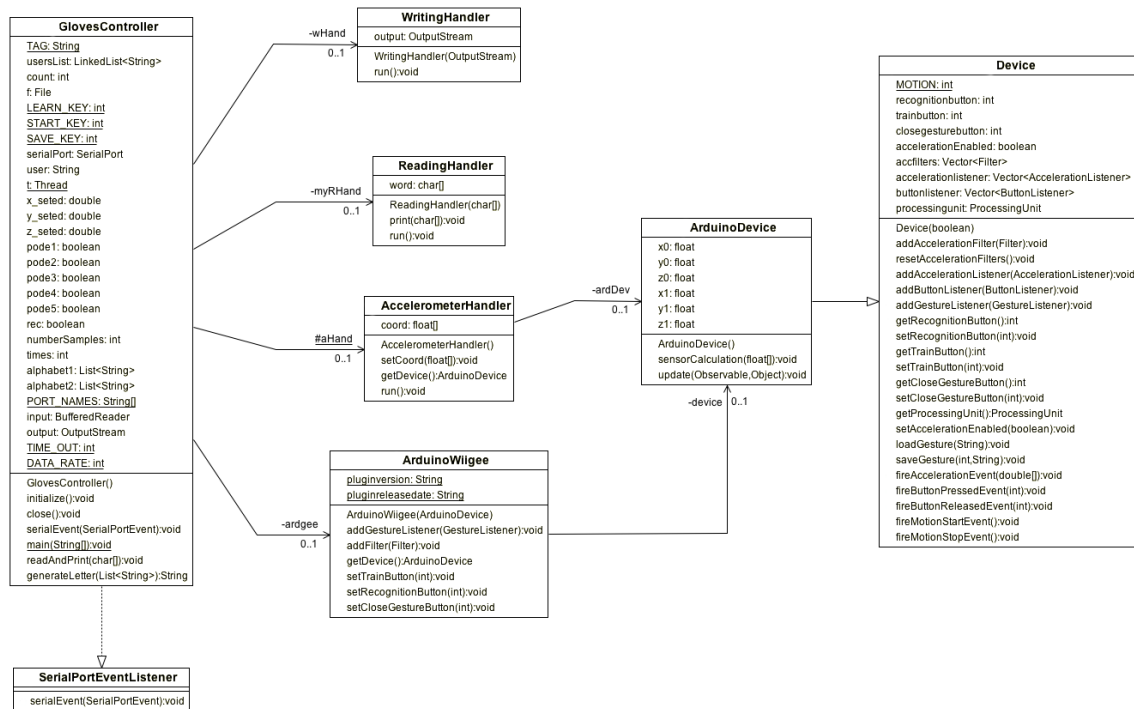 GlovesController
TAG: String
usersList: LinkedList<String>
count: int
f: File
LEARN_KEY: int
START_KEY: int
SAVE_KEY: int
serialPort: SerialPort
user: String
t: Thread
x_seted: double
y_seted: double
z_seted: double
pode1: boolean
pode2: boolean
pode3: boolean
pode4: boolean
pode5: boolean
rec: boolean
numberSamples: int
times: int
alphabet1: List<String>
alphabet2: List<String>
PORT_NAMES: String[]
input: BufferedReader
output: OutputStream
TIME_OUT: int
DATA_RATE: int
GlovesController()
initialize():void
close():void
serialEvent(SerialPortEvent):void
main(String[]):void
readAndPrint(char[]):void
generateLetter(List<String>):String
SerialPortEventListener
serialEvent(SerialPortEvent):void
-wHand
0..1
WritingHandler
output: OutputStream
WritingHandler(OutputStream)
run():void
-myRHand
0..1
ReadingHandler
word: char[]
ReadingHandler(char[])
print(char[]):void
run():void
#aHand
0..1
AccelerometerHandler
coord: float[]
AccelerometerHandler()
setCoord(float[]):void
getDevice():ArduinoDevice
run():void
-ardgee
0..1
ArduinoWiigee
pluginversion: String
pluginreleasedate: String
ArduinoWiigee(ArduinoDevice)
addGestureListener(GestureListener):void
addFilter(Filter):void
getDevice():ArduinoDevice
setTrainButton(int):void
setRecognitionButton(int):void
setCloseGestureButton(int):void
-ardDev
0..1
ArduinoDevice
x0: float
y0: float
z0: float
x1: float
y1: float
z1: float
ArduinoDevice()
sensorCalculation(float[]):void
update(Observable,Object):void
-device
0..1
Device
MOTION: int
recognitionbutton: int
trainbutton: int
closegesturebutton: int
accelerationEnabled: boolean
accfilters: Vector<Filter>
accelerationlistener: Vector<AccelerationListener>
buttonlistener: Vector<ButtonListener>
processingunit: ProcessingUnit
Device(boolean)
addAccelerationFilter(Filter):void
resetAccelerationFilters():void
addAccelerationListener(AccelerationListener):void
addButtonListener(ButtonListener):void
addGestureListener(GestureListener):void
getRecognitionButton():int
setRecognitionButton(int):void
getTrainButton():int
setTrainButton(int):void
getCloseGestureButton():int
setCloseGestureButton(int):void
getProcessingUnit():ProcessingUnit
setAccelerationEnabled(boolean):void
loadGesture(String):void
saveGesture(int,String):void
fireAccelerationEvent(double[]):void
fireButtonPressedEvent(int):void
fireButtonReleasedEvent(int):void
fireMotionStartEvent():void
fireMotionStopEvent():void